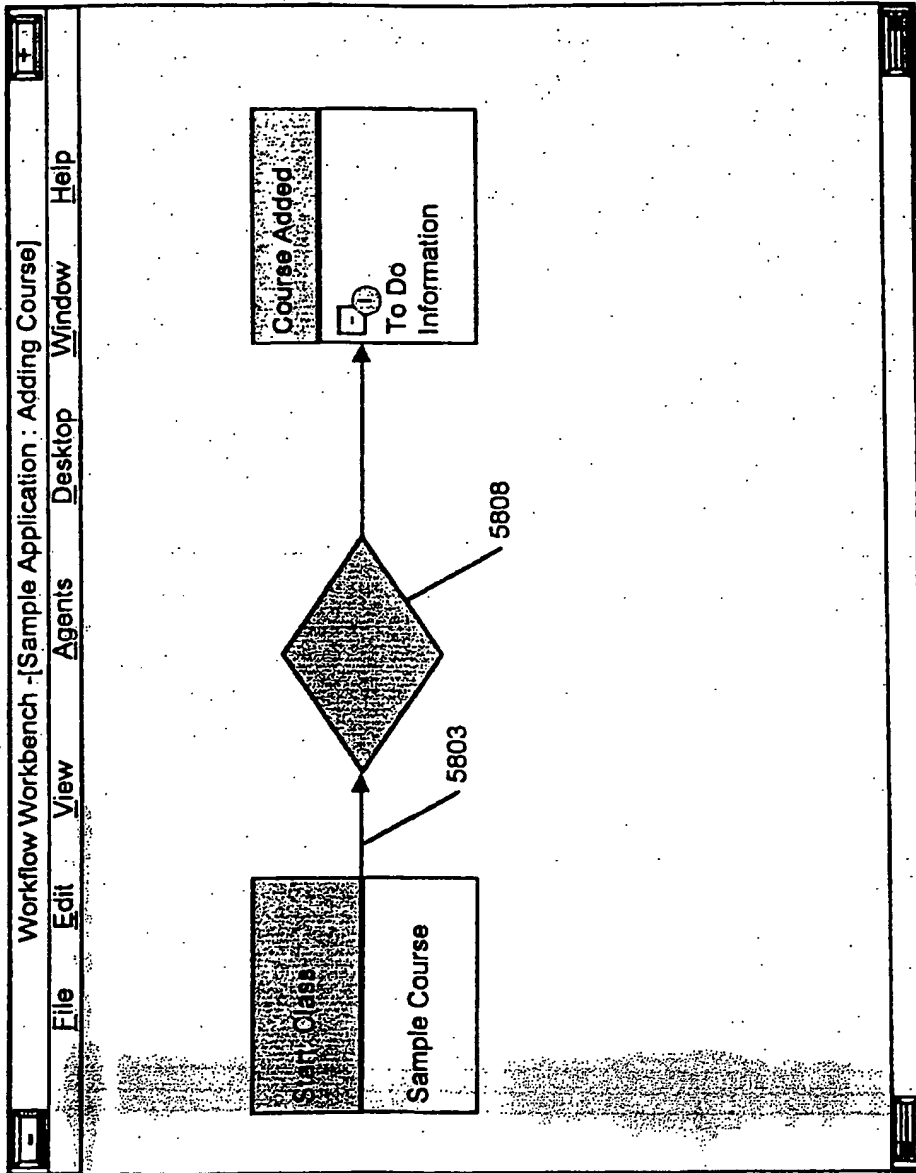 Workflow Workbench -[Sample Application : Adding Course]
File Edit View Agents Desktop Window Help
Start Class
Sample Course
5803
5808
Course Added
To Do
Information